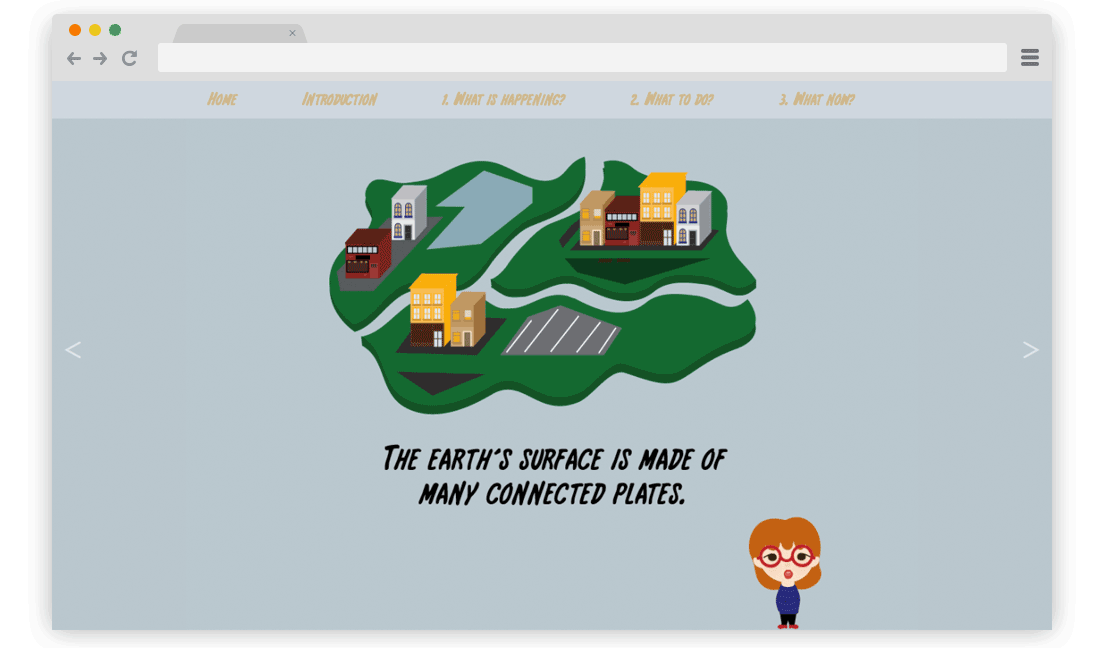 Home Introduction 1. What is happening? 2. What to do? 3. What now?
The earth's surface is made of
many connected plates.